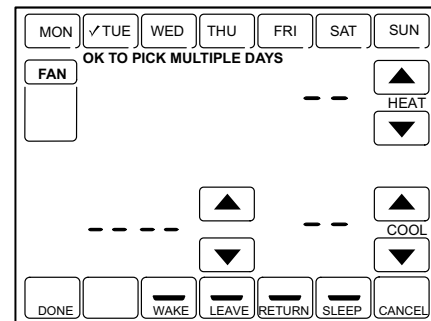 MON ✓TUE WED THU FRI SAT SUN
OK TO PICK MULTIPLE DAYS
FAN
-- HEAT
---- -- COOL
DONE WAKE LEAVE RETURN SLEEP CANCEL